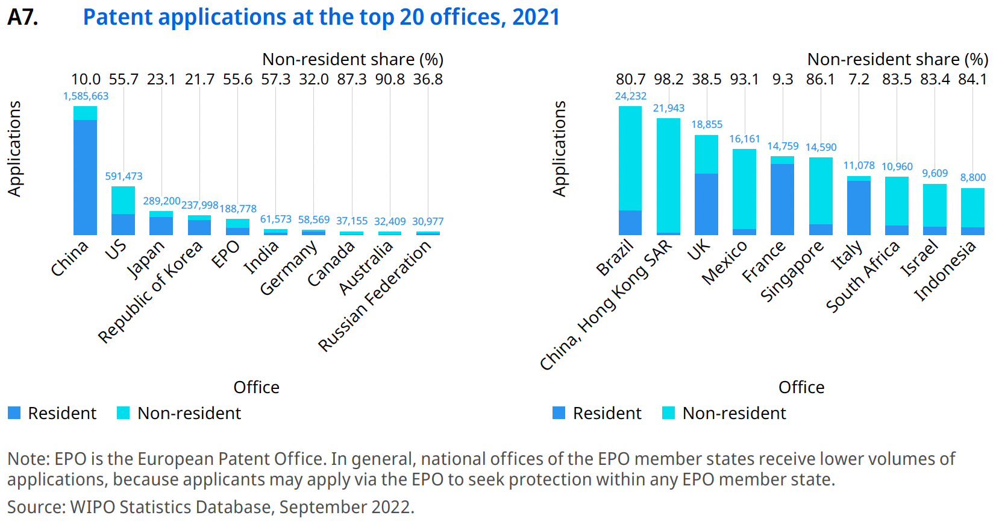 A7. Patent applications at the top 20 offices, 2021
Non-resident share (%)
10.0 55.7 23.1 21.7 55.6 57.3 32.0 87.3 90.8 36.8
1,585,663
591,473
289,200
237,998
188,778
61,573
58,569
37,155
32,409
30,977
Applications
China
US
Japan
Republic of Korea
EPO
India
Germany
Canada
Australia
Russian Federation
Office
Resident Non-resident
Non-resident share (%)
80.7 98.2 38.5 93.1 9.3 86.1 7.2 83.5 83.4 84.1
24,232
21,943
18,855
16,161
14,759
14,590
11,078
10,960
9,609
8,800
Applications
Brazil
China, Hong Kong SAR
UK
Mexico
France
Singapore
Italy
South Africa
Israel
Indonesia
Office
Resident Non-resident
Note: EPO is the European Patent Office. In general, national offices of the EPO member states receive lower volumes of
applications, because applicants may apply via the EPO to seek protection within any EPO member state.
Source: WIPO Statistics Database, September 2022.